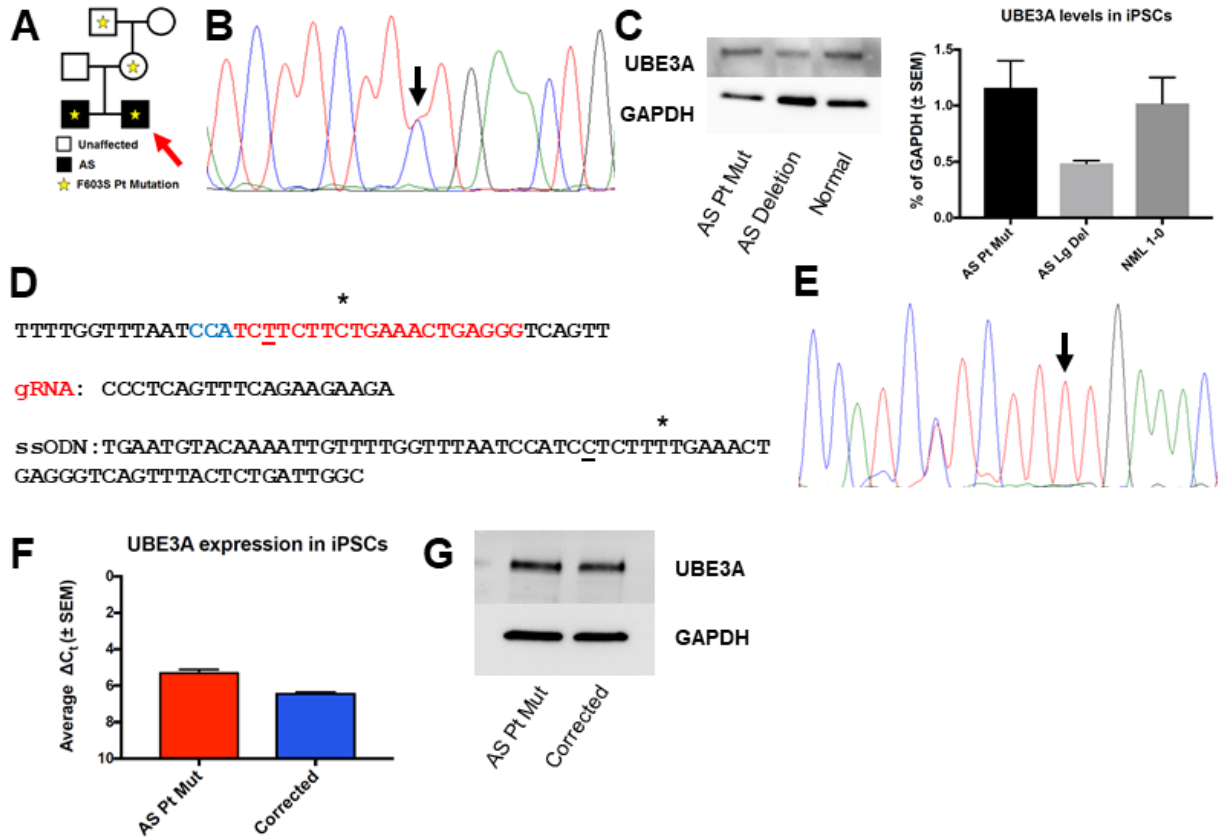 A
Unaffected
AS
F603S Pt Mutation
B
C
UBE3A
GAPDH
AS Pt Mut
AS Deletion
Normal
UBE3A levels in iPSCs
% of GAPDH (± SEM)
1.5
1.0
0.5
0.0
AS Pt Mut
AS Lg Del
NML 1-0
D
*
TTTTGGTTTAATCCATCTTCTTCTGAAACTGAGGGTCAGTT
gRNA: CCCTCAGTTTCAGAAGAAGA
*
ssODN:TGAATGTACAAAATTGTTTTGGTTTAATCCATCCTCTTTTGAAACT
GAGGGTCAGTTTACTCTGATTGGC
E
F
UBE3A expression in iPSCs
Average ΔCt (± SEM)
0
2
4
6
8
10
AS Pt Mut
Corrected
G
UBE3A
GAPDH
AS Pt Mut
Corrected